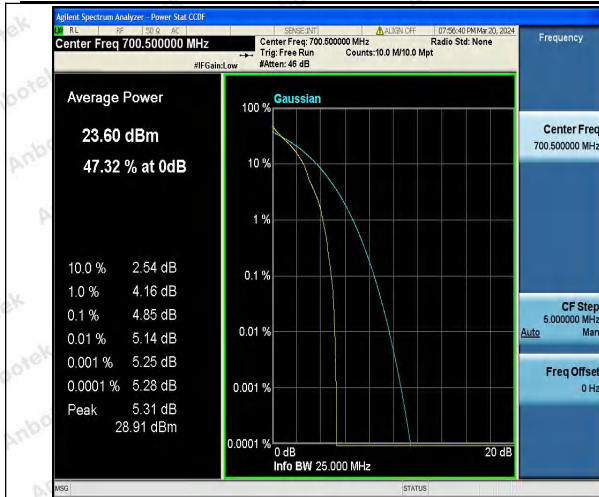 Agilent Spectrum Analyzer - Power Stat CCDF
RL RF 50 Ω AC SENSE:INT ALIGN OFF 07:56:40 PM Mar 20, 2024
Center Freq 700.500000 MHz
Center Freq: 700.500000 MHz Radio Std: None
Trig: Free Run Counts:10.0 M/10.0 Mpt
#IFGain:Low #Atten: 46 dB
Frequency
Average Power
23.60 dBm
47.32 % at 0dB
10.0 % 2.54 dB
1.0 % 4.16 dB
0.1 % 4.85 dB
0.01 % 5.14 dB
0.001 % 5.25 dB
0.0001 % 5.28 dB
Peak 5.31 dB
28.91 dBm
Gaussian
100 %
10 %
1 %
0.1 %
0.01 %
0.001 %
0.0001 %
0 dB 20 dB
Info BW 25.000 MHz
Center Freq
700.500000 MHz
CF Step
5.000000 MHz
Auto Man
Freq Offset
0 Hz
MSG STATUS